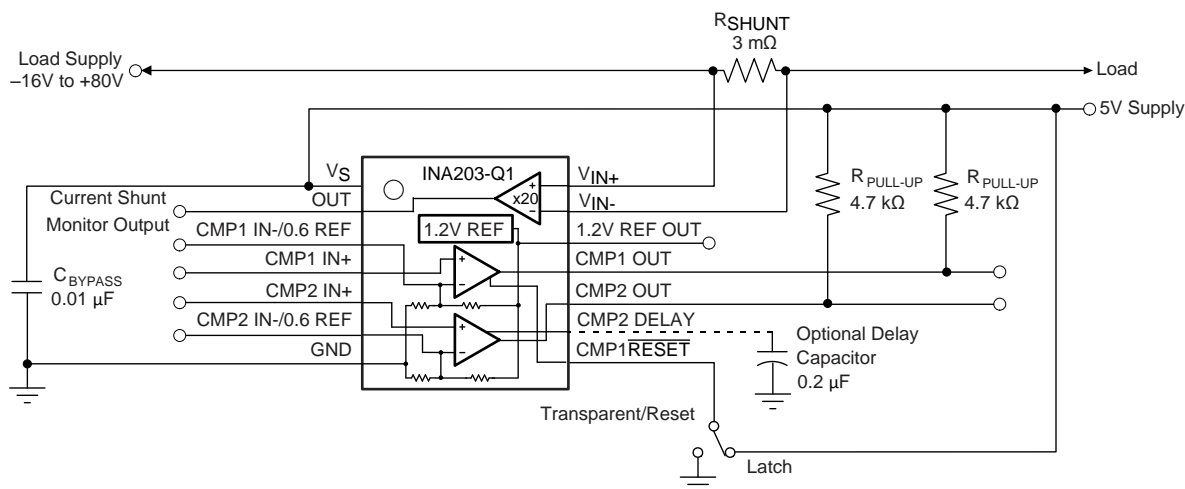 RSHUNT
3 mΩ
Load Supply
–16V to +80V
Load
5V Supply
VS
INA203-Q1
VIN+
RPULL-UP
4.7 kΩ
RPULL-UP
4.7 kΩ
Current Shunt
Monitor Output
OUT
x20
VIN-
CMP1 IN-/0.6 REF
1.2V REF
1.2V REF OUT
CMP1 IN+
CMP1 OUT
CBYPASS
0.01 µF
CMP2 IN+
CMP2 OUT
CMP2 IN-/0.6 REF
CMP2 DELAY
GND
CMP1RESET
Optional Delay
Capacitor
0.2 µF
Transparent/Reset
Latch